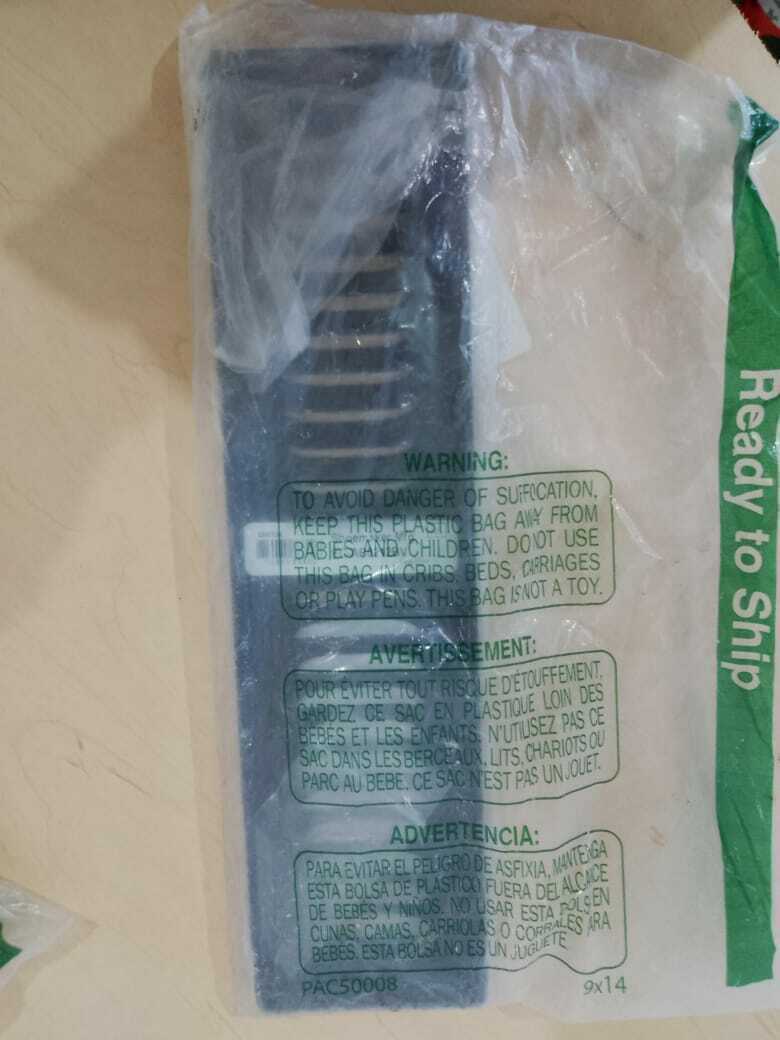 WARNING:
TO AVOID DANGER OF SUFFOCATION,
KEEP THIS PLASTIC BAG AWAY FROM
BABIES AND CHILDREN. DO NOT USE
THIS BAG IN CRIBS, BEDS, CARRIAGES
OR PLAY PENS. THIS BAG IS NOT A TOY.
AVERTISSEMENT:
POUR ÉVITER TOUT RISQUE D'ÉTOUFFEMENT,
GARDEZ CE SAC EN PLASTIQUE LOIN DES
BÉBÉS ET LES ENFANTS. N'UTILISEZ PAS CE
SAC DANS LES BERCEAUX, LITS, CHARIOTS OU
PARC AU BEBE. CE SAC N'EST PAS UN JOUET.
ADVERTENCIA:
PARA EVITAR EL PELIGRO DE ASFIXIA, MANTENGA
ESTA BOLSA DE PLASTICO FUERA DEL ALCANCE
DE BEBÉS Y NIÑOS. NO USAR ESTA BOLSA EN
CUNAS, CAMAS, CARRIOLAS O CORRALES PARA
BEBES. ESTA BOLSA NO ES UN JUGUETE
PAC50008 9x14
Ready to Ship